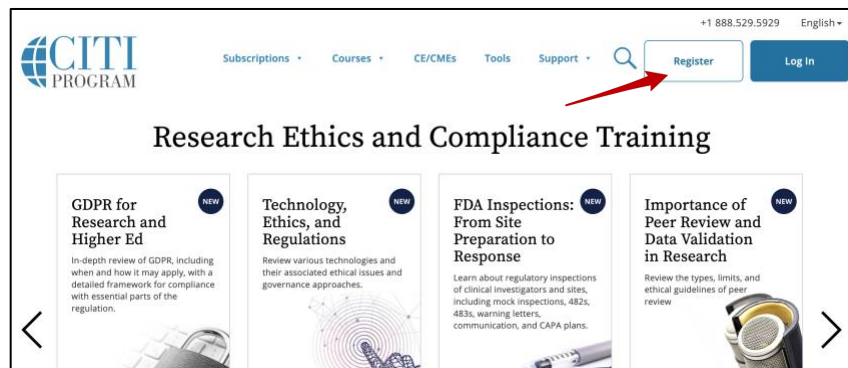 +1 888.529.5929 English
CITI
PROGRAM
Subscriptions Courses CE/CMEs Tools Support Register Log In
Research Ethics and Compliance Training
GDPR for
Research and
Higher Ed
NEW
In-depth review of GDPR, including
when and how it may apply, with a
detailed framework for compliance
with essential parts of the
regulation.
Technology,
Ethics, and
Regulations
NEW
Review various technologies and
their associated ethical issues and
governance approaches.
FDA Inspections:
From Site
Preparation to
Response
NEW
Learn about regulatory inspections
of clinical investigators and sites,
including mock inspections, 482s,
483s, warning letters,
communication, and CAPA plans.
Importance of
Peer Review and
Data Validation
in Research
NEW
Review the types, limits, and
ethical guidelines of peer
review